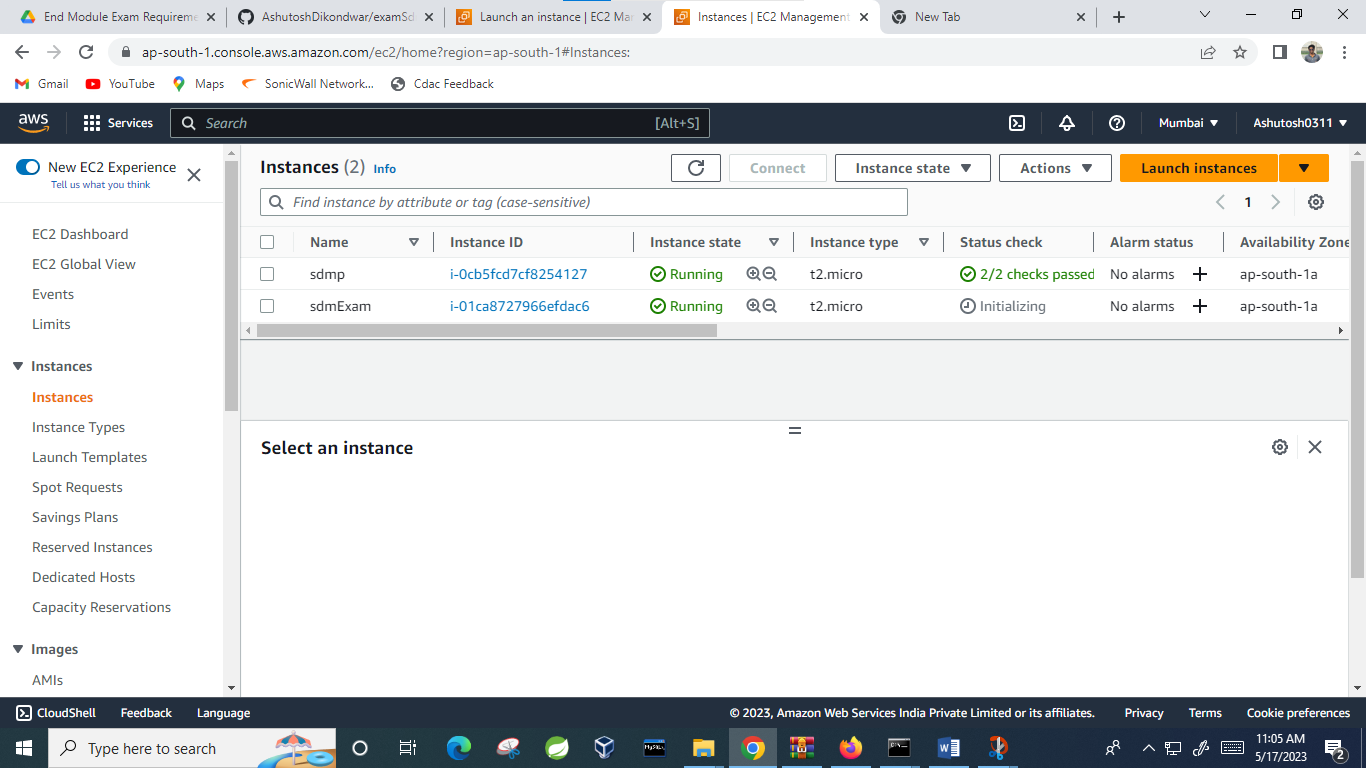 End Module Exam Requireme
AshutoshDikondwar/examSd
Launch an instance | EC2 Mar
Instances | EC2 Management
New Tab
ap-south-1.console.aws.amazon.com/ec2/home?region=ap-south-1#Instances:
Gmail YouTube Maps SonicWall Network... Cdac Feedback
aws Services Search [Alt+S] Mumbai Ashutosh0311
New EC2 Experience
Tell us what you think
EC2 Dashboard
EC2 Global View
Events
Limits
Instances
Instances
Instance Types
Launch Templates
Spot Requests
Savings Plans
Reserved Instances
Dedicated Hosts
Capacity Reservations
Images
AMIs
Instances (2) Info Connect Instance state Actions Launch instances
Find instance by attribute or tag (case-sensitive) 1
Name Instance ID Instance state Instance type Status check Alarm status Availability Zone
sdmp i-0cb5fcd7cf8254127 Running t2.micro 2/2 checks passed No alarms + ap-south-1a
sdmExam i-01ca8727966efdac6 Running t2.micro Initializing No alarms + ap-south-1a
Select an instance
CloudShell Feedback Language © 2023, Amazon Web Services India Private Limited or its affiliates. Privacy Terms Cookie preferences
Type here to search
MySQL
11:05 AM
5/17/2023
2